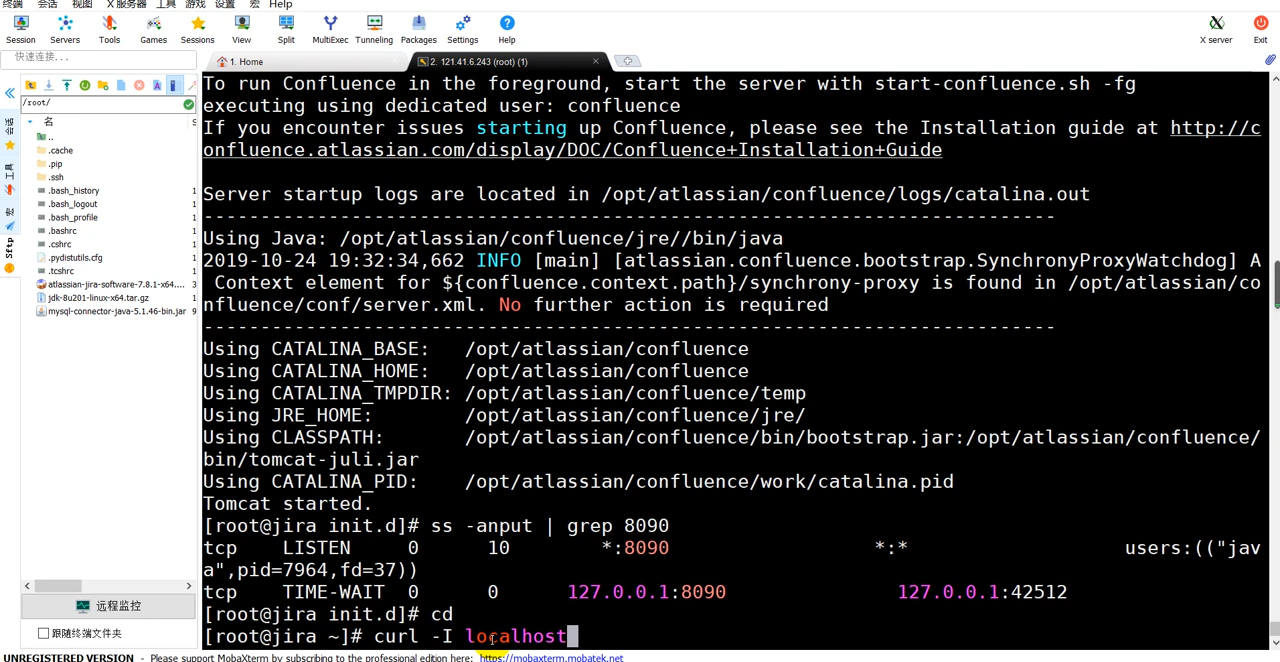 终端 会话 视图 X 服务器 工具 游戏 设置 宏 Help
Session Servers Tools Games Sessions View Split MultiExec Tunneling Packages Settings Help X server Exit
快速连接...
1. Home
2. 121.41.6.243 (root) (1)
/root/
名
..
.cache
.pip
.ssh
.bash_history
.bash_logout
.bash_profile
.bashrc
.cshrc
.pydistutils.cfg
.tcshrc
atlassian-jira-software-7.8.1-x64....
jdk-8u201-linux-x64.tar.gz
mysql-connector-java-5.1.46-bin.jar
会话
工具
宏
Sftp
远程监控
跟随终端文件夹
To run Confluence in the foreground, start the server with start-confluence.sh -fg
executing using dedicated user: confluence
If you encounter issues starting up Confluence, please see the Installation guide at http://c
onfluence.atlassian.com/display/DOC/Confluence+Installation+Guide
Server startup logs are located in /opt/atlassian/confluence/logs/catalina.out
--------------------------------------------------------------------------------
Using Java: /opt/atlassian/confluence/jre//bin/java
2019-10-24 19:32:34,662 INFO [main] [atlassian.confluence.bootstrap.SynchronyProxyWatchdog] A
 Context element for ${confluence.context.path}/synchrony-proxy is found in /opt/atlassian/co
nfluence/conf/server.xml. No further action is required
--------------------------------------------------------------------------------
Using CATALINA_BASE:   /opt/atlassian/confluence
Using CATALINA_HOME:   /opt/atlassian/confluence
Using CATALINA_TMPDIR: /opt/atlassian/confluence/temp
Using JRE_HOME:        /opt/atlassian/confluence/jre/
Using CLASSPATH:       /opt/atlassian/confluence/bin/bootstrap.jar:/opt/atlassian/confluence/
bin/tomcat-juli.jar
Using CATALINA_PID:    /opt/atlassian/confluence/work/catalina.pid
Tomcat started.
[root@jira init.d]# ss -anput | grep 8090
tcp    LISTEN     0      10        *:8090                  *:*                   users:(("jav
a",pid=7964,fd=37))
tcp    TIME-WAIT  0      0      127.0.0.1:8090               127.0.0.1:42512
[root@jira init.d]# cd
[root@jira ~]# curl -I localhost
UNREGISTERED VERSION - Please support MobaXterm by subscribing to the professional edition here: https://mobaxterm.mobatek.net